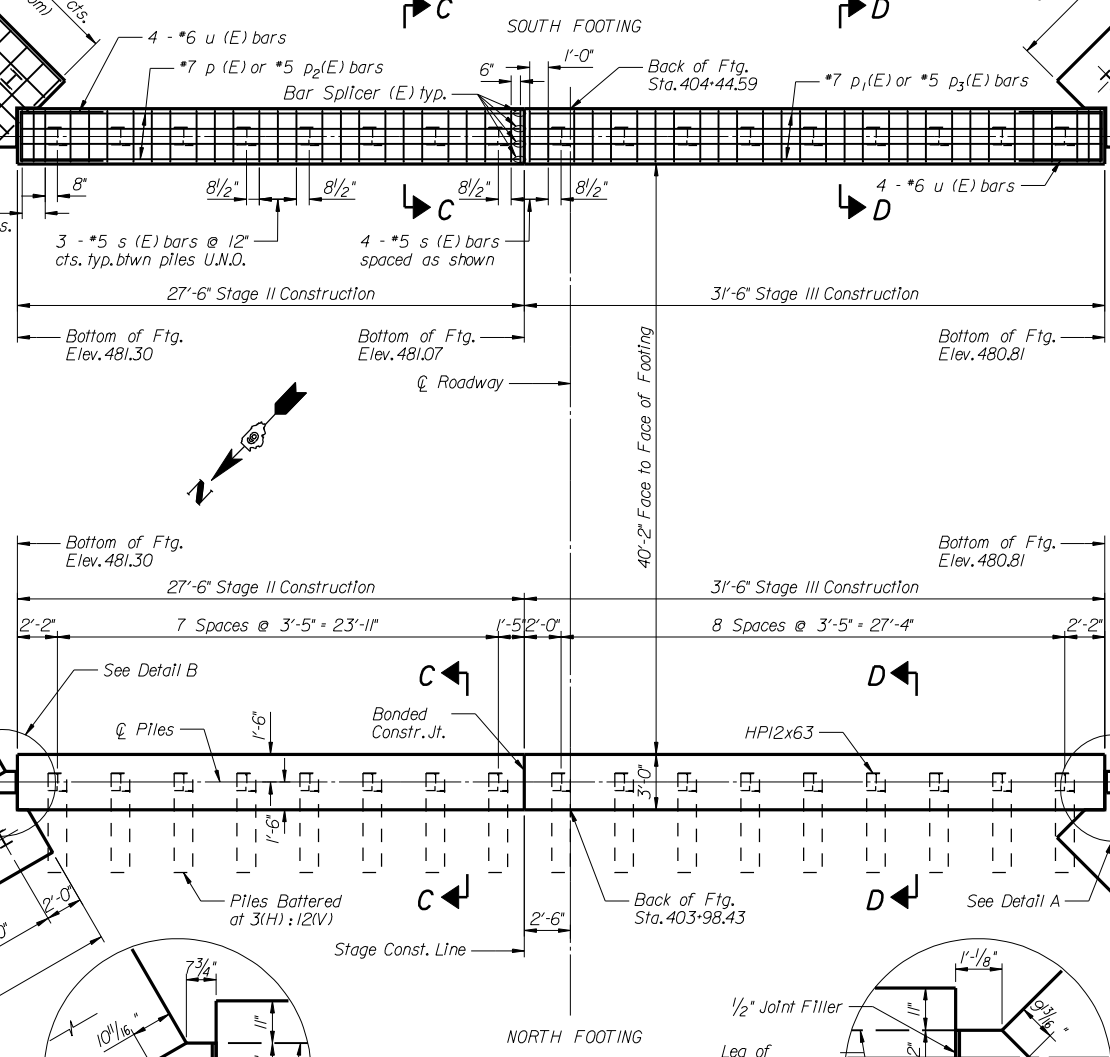 cts.
C
D
SOUTH FOOTING
4 - #6 u (E) bars
1'-0"
6"
Back of Ftg.
Sta. 404+44.59
#7 p (E) or #5 p2(E) bars
#7 p1(E) or #5 p3(E) bars
Bar Splicer (E) typ.
8"
8½"
8½"
8½"
8½"
4 - #6 u (E) bars
C
D
3 - #5 s (E) bars @ 12"
cts. typ. btwn piles U.N.O.
4 - #5 s (E) bars
spaced as shown
27'-6" Stage II Construction
31'-6" Stage III Construction
Bottom of Ftg.
Elev. 481.30
Bottom of Ftg.
Elev. 481.07
Bottom of Ftg.
Elev. 480.81
℄ Roadway
40'-2" Face to Face of Footing
N
Bottom of Ftg.
Elev. 481.30
Bottom of Ftg.
Elev. 480.81
27'-6" Stage II Construction
31'-6" Stage III Construction
2'-2"
7 Spaces @ 3'-5" = 23'-11"
1'-5"
2'-0"
8 Spaces @ 3'-5" = 27'-4"
2'-2"
See Detail B
C
D
℄ Piles
1'-6"
Bonded
Constr. Jt.
HP12x63
3'-0"
1'-6"
Piles Battered
at 3(H) : 12(V)
C
Back of Ftg.
Sta. 403+98.43
D
See Detail A
2'-0"
2'-6"
Stage Const. Line
7¾"
1'-1/8"
10 11/16"
11"
½" Joint Filler
11"
9 13/16"
2"
NORTH FOOTING
Leg of